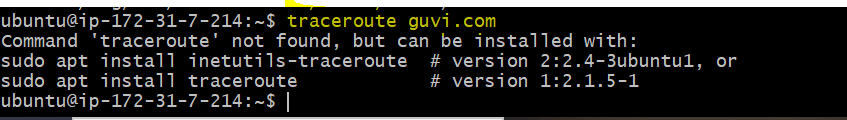 ubuntu@ip-172-31-7-214:~$ traceroute guvi.com
Command 'traceroute' not found, but can be installed with:
sudo apt install inetutils-traceroute  # version 2:2.4-3ubuntu1, or
sudo apt install traceroute            # version 1:2.1.5-1
ubuntu@ip-172-31-7-214:~$